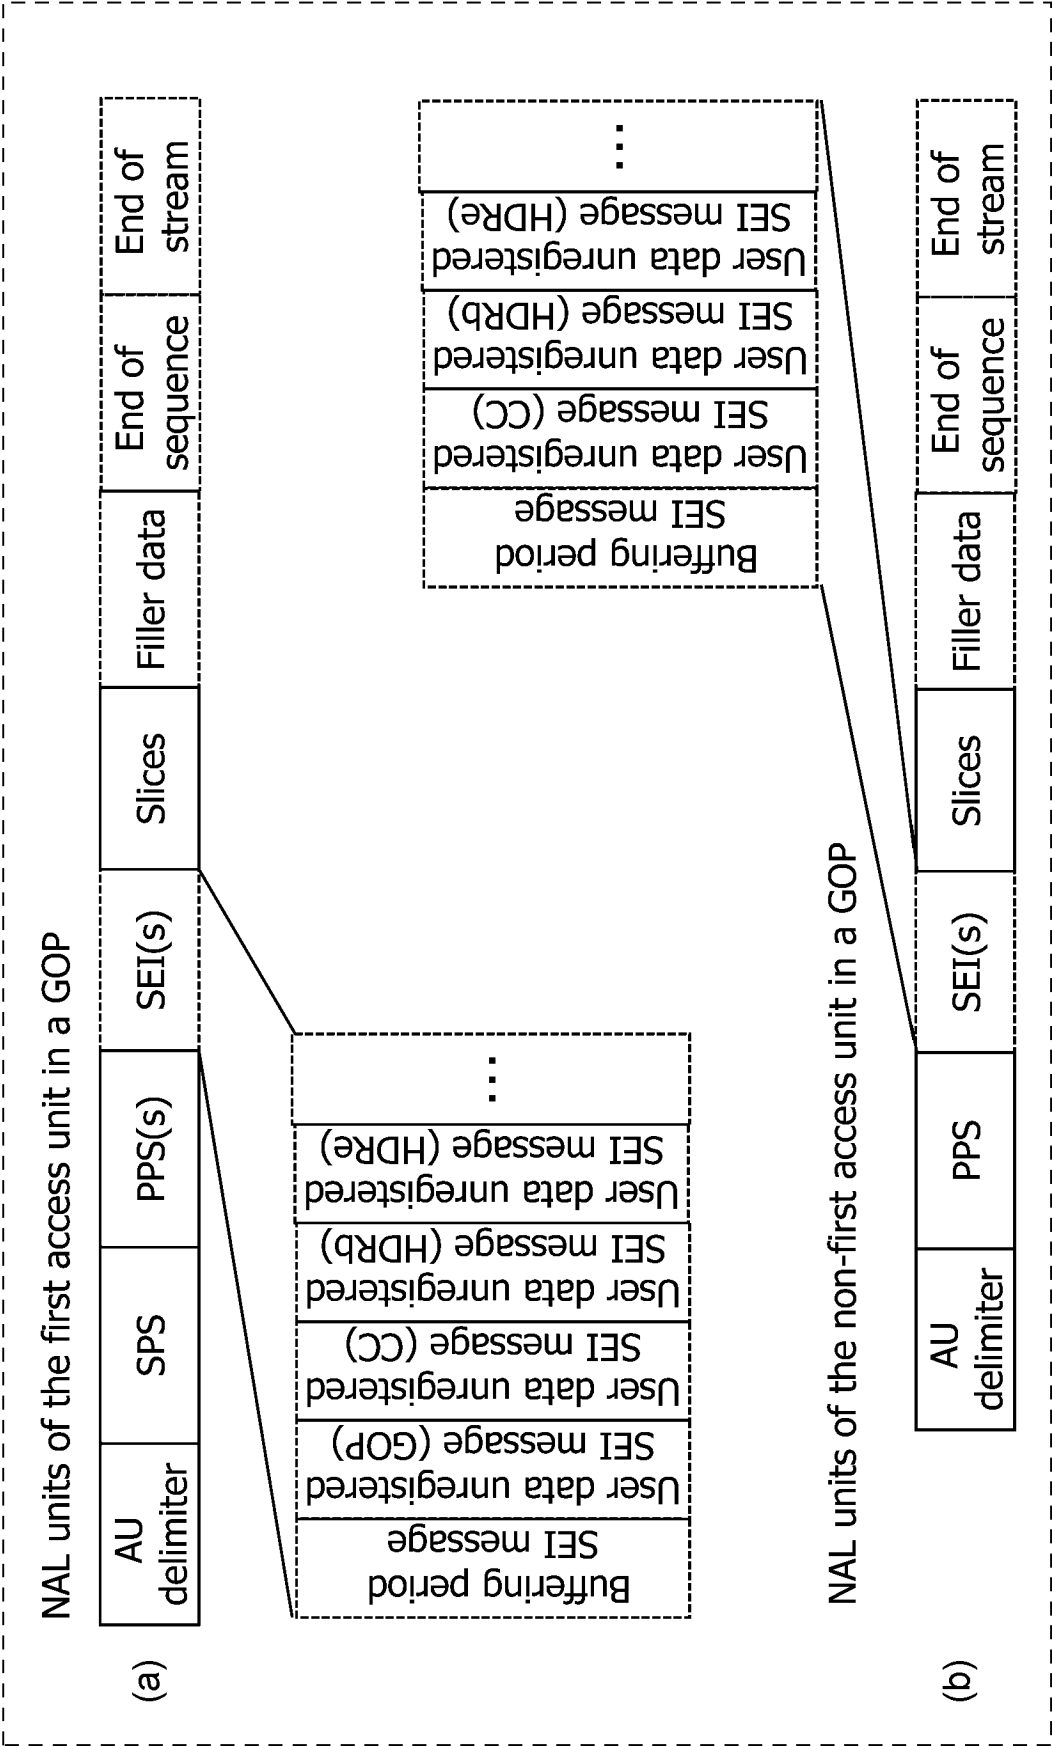 (a)
NAL units of the first access unit in a GOP
AU
delimiter
SPS
PPS(s)
SEI(s)
Slices
Filler data
End of
sequence
End of
stream
Buffering period
SEI message
User data unregistered
SEI message (GOP)
User data unregistered
SEI message (CC)
User data unregistered
SEI message (HDRb)
User data unregistered
SEI message (HDRe)
...
(b)
NAL units of the non-first access unit in a GOP
AU
delimiter
PPS
SEI(s)
Slices
Filler data
End of
sequence
End of
stream
Buffering period
SEI message
User data unregistered
SEI message (CC)
User data unregistered
SEI message (HDRb)
User data unregistered
SEI message (HDRe)
...